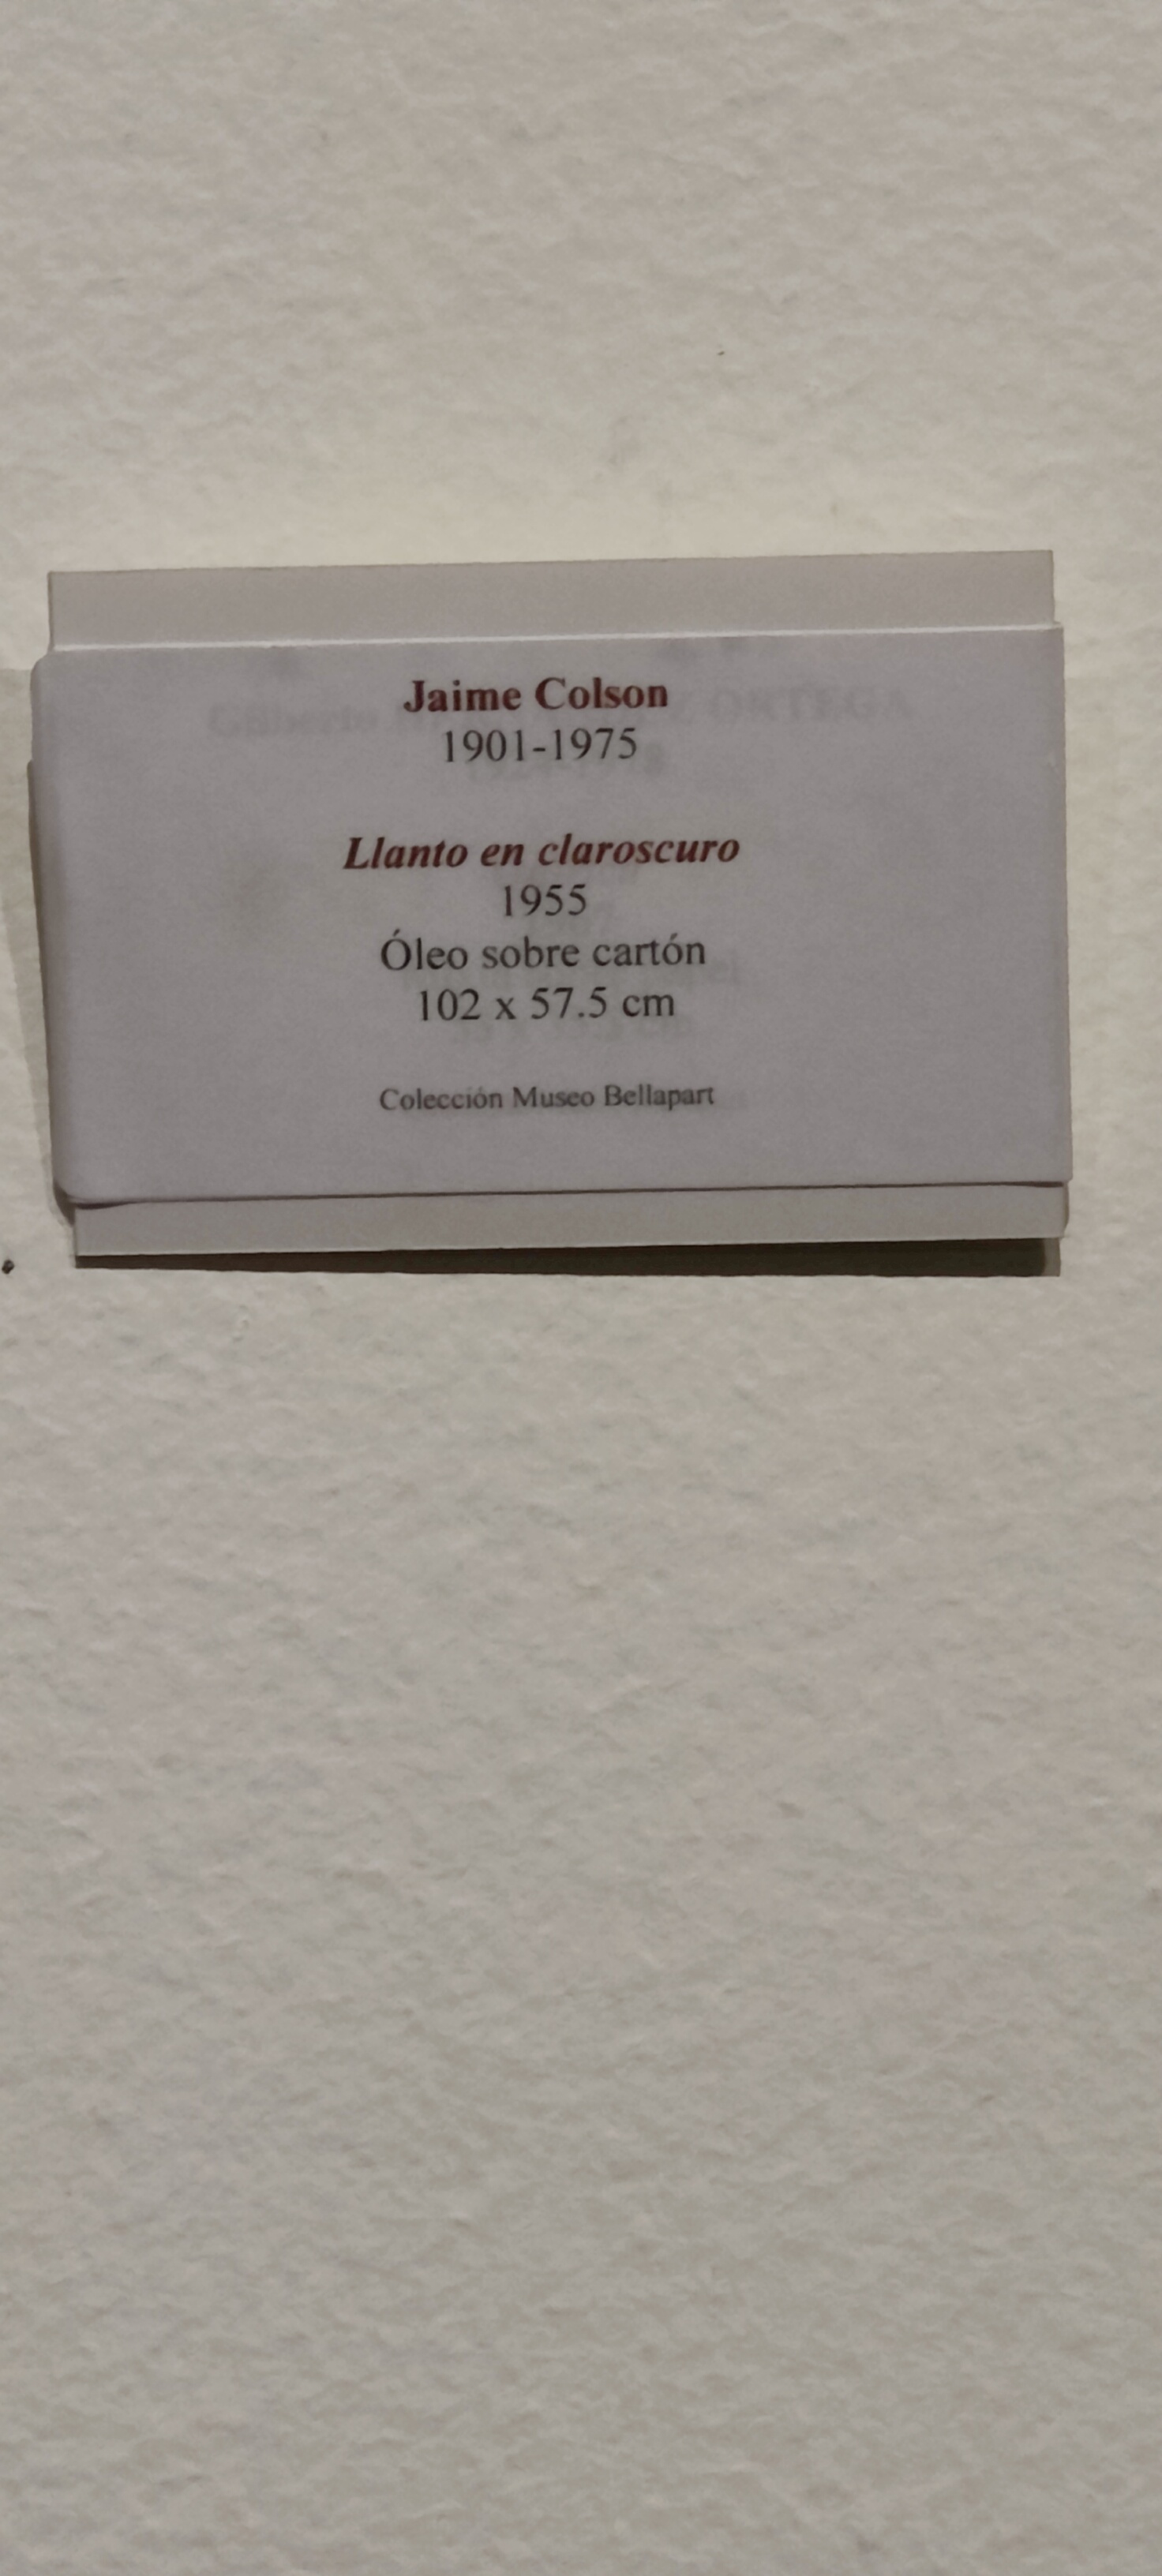 Jaime Colson
1901-1975
Llanto en claroscuro
1955
Óleo sobre cartón
102 x 57.5 cm
Colección Museo Bellapart